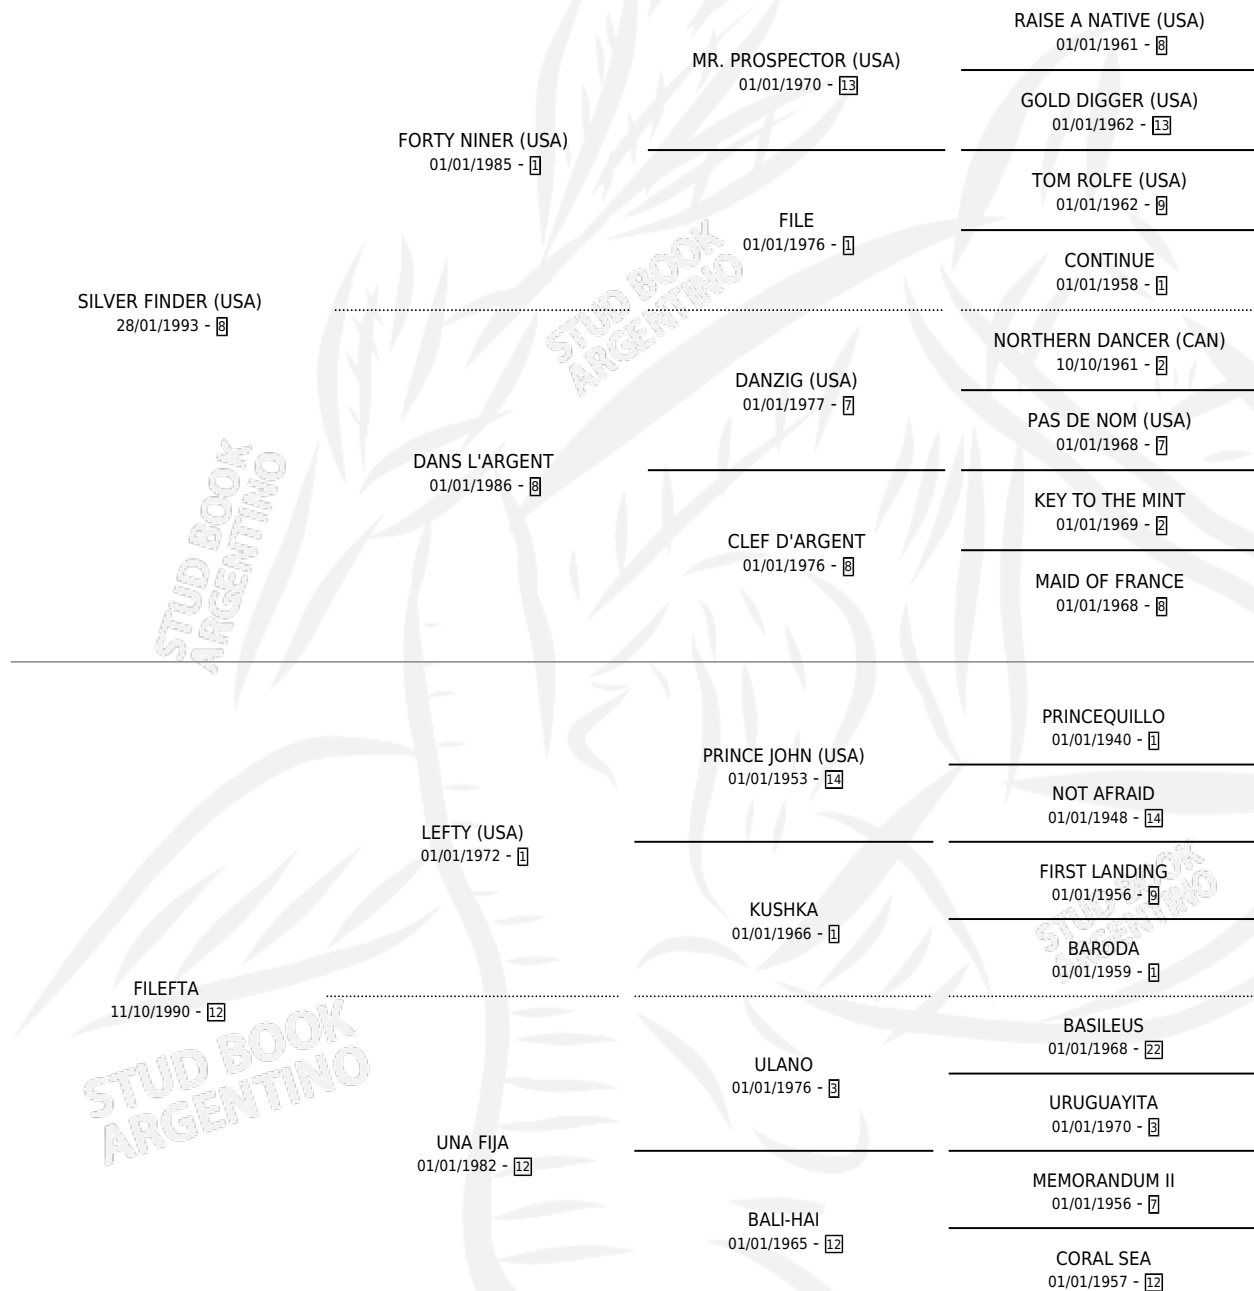 RAISE A NATIVE (USA)
01/01/1961 - 8
MR. PROSPECTOR (USA)
01/01/1970 - 13
GOLD DIGGER (USA)
01/01/1962 - 13
FORTY NINER (USA)
01/01/1985 - 1
TOM ROLFE (USA)
01/01/1962 - 9
FILE
01/01/1976 - 1
CONTINUE
01/01/1958 - 1
SILVER FINDER (USA)
28/01/1993 - 8
NORTHERN DANCER (CAN)
10/10/1961 - 2
DANZIG (USA)
01/01/1977 - 7
PAS DE NOM (USA)
01/01/1968 - 7
DANS L'ARGENT
01/01/1986 - 8
KEY TO THE MINT
01/01/1969 - 2
CLEF D'ARGENT
01/01/1976 - 8
MAID OF FRANCE
01/01/1968 - 8
PRINCEQUILLO
01/01/1940 - 1
PRINCE JOHN (USA)
01/01/1953 - 14
NOT AFRAID
01/01/1948 - 14
LEFTY (USA)
01/01/1972 - 1
FIRST LANDING
01/01/1956 - 9
KUSHKA
01/01/1966 - 1
BARODA
01/01/1959 - 1
FILEFTA
11/10/1990 - 12
BASILEUS
01/01/1968 - 22
ULANO
01/01/1976 - 3
URUGUAYITA
01/01/1970 - 3
UNA FIJA
01/01/1982 - 12
MEMORANDUM II
01/01/1956 - 7
BALI-HAI
01/01/1965 - 12
CORAL SEA
01/01/1957 - 12
STUD BOOK
ARGENTINO
STUD BOOK
ARGENTINO
STUD BOOK
ARGENTINO
STUD BOOK
ARGENTINO